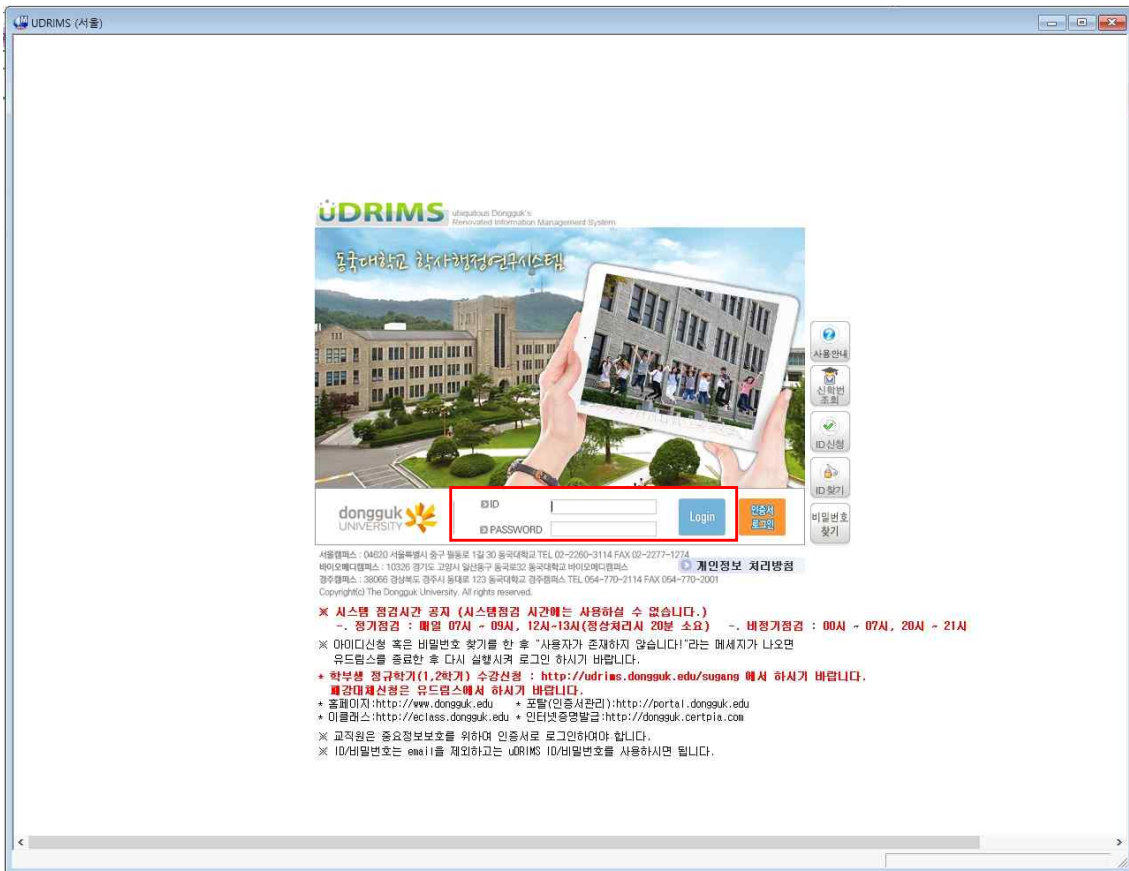 UDRIMS (서울)
uDRIMS ubiquitous Dongguk's
Renovated Information Management System
동국대학교 학사행정연구시스템
사용안내
신학번
조회
ID신청
ID찾기
비밀번호
찾기
dongguk
UNIVERSITY
ID
PASSWORD
Login
인증서
로그인
서울캠퍼스 : 04620 서울특별시 중구 필동로 1길 30 동국대학교 TEL 02-2260-3114 FAX 02-2277-1274
바이오메디캠퍼스 : 10326 경기도 고양시 일산동구 동국로32 동국대학교 바이오메디캠퍼스
개인정보 처리방침
경주캠퍼스 : 38066 경상북도 경주시 동대로 123 동국대학교 경주캠퍼스 TEL 054-770-2114 FAX 054-770-2001
Copyright(c) The Dongguk University. All rights reserved.
※ 시스템 점검시간 공지 (시스템점검 시간에는 사용하실 수 없습니다.)
-. 정기점검 : 매일 07시 ~ 09시, 12시~13시(정상처리시 20분 소요) -. 비정기점검 : 00시 ~ 07시, 20시 ~ 21시
※ 아이디신청 혹은 비밀번호 찾기를 한 후 "사용자가 존재하지 않습니다!"라는 메세지가 나오면
유드림스를 종료한 후 다시 실행시켜 로그인 하시기 바랍니다.
* 학부생 정규학기(1,2학기) 수강신청 : http://udrims.dongguk.edu/sugang 에서 하시기 바랍니다.
폐강대체신청은 유드림스에서 하시기 바랍니다.
* 홈페이지:http://www.dongguk.edu * 포탈(인증서관리):http://portal.dongguk.edu
* 이클래스:http://eclass.dongguk.edu * 인터넷증명발급:http://dongguk.certpia.com
※ 교직원은 중요정보보호를 위하여 인증서로 로그인하여야 합니다.
※ ID/비밀번호는 email을 제외하고는 uDRIMS ID/비밀번호를 사용하시면 됩니다.